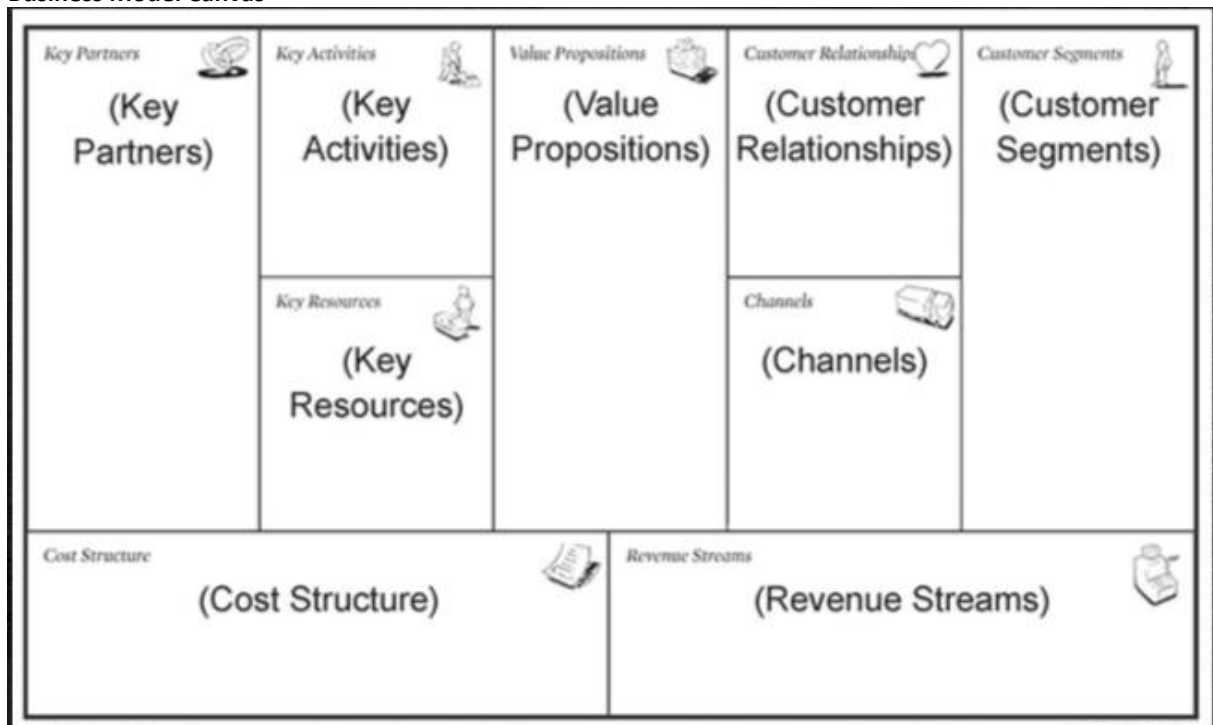 Business Model Canvas
Key Partners
(Key
Partners)
Key Activities
(Key
Activities)
Value Propositions
(Value
Propositions)
Customer Relationships
(Customer
Relationships)
Customer Segments
(Customer
Segments)
Key Resources
(Key
Resources)
Channels
(Channels)
Cost Structure
(Cost Structure)
Revenue Streams
(Revenue Streams)